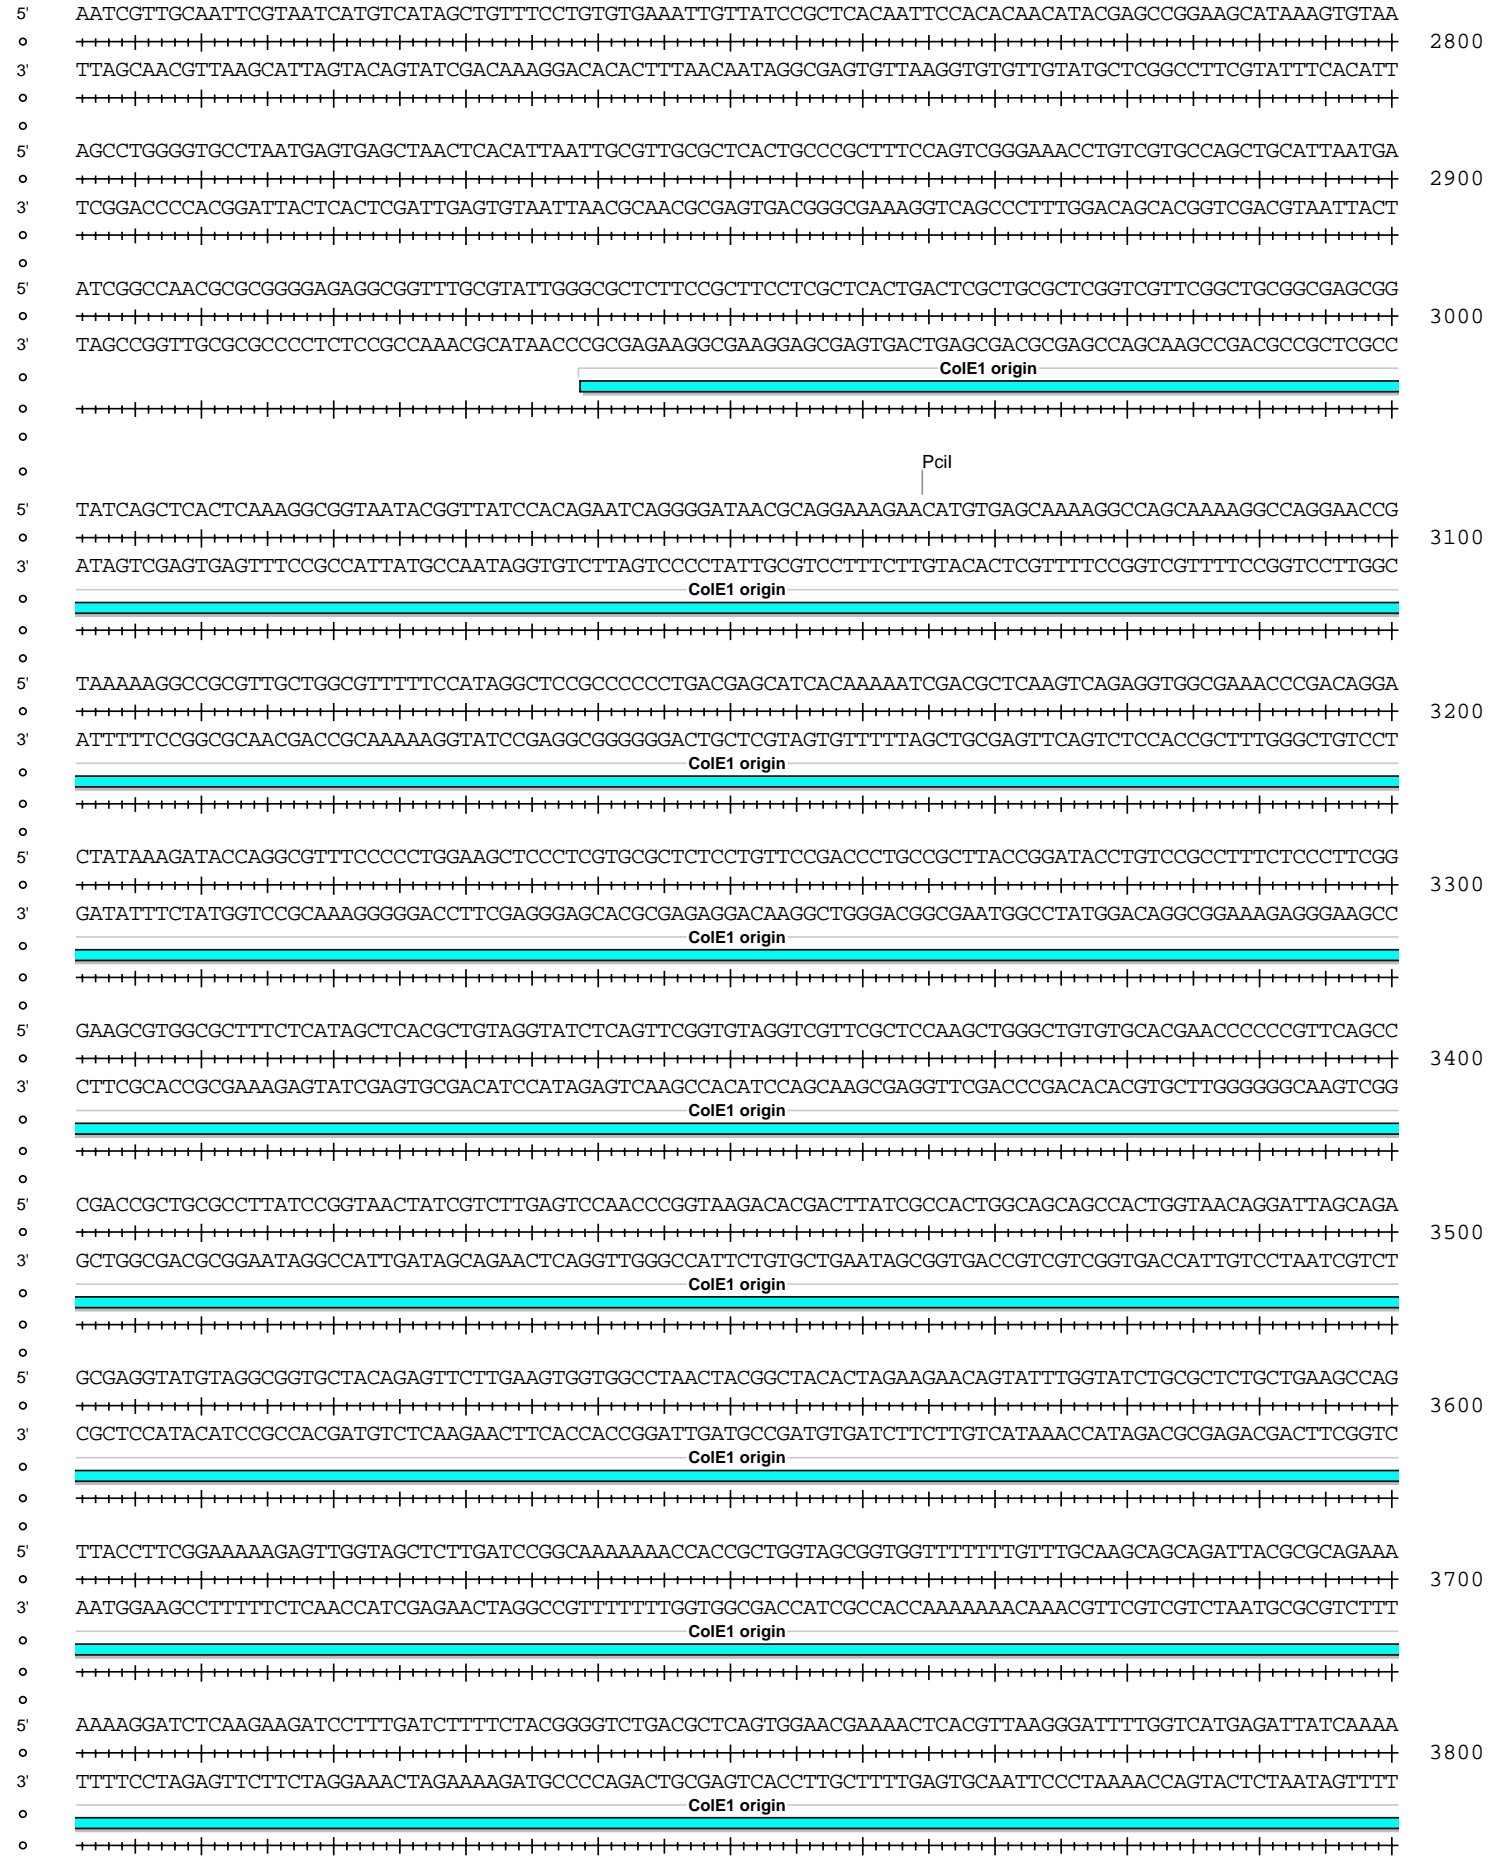 5' AATCGTTGCAATTCGTAATCATGTCATAGCTGTTTCCTGTGTGAAATTGTTATCCGCTCACAATTCCACACAACATACGAGCCGGAAGCATAAAGTGTAA
2800
3' TTAGCAACGTTAAGCATTAGTACAGTATCGACAAAGGACACACTTTAACAATAGGCGAGTGTTAAGGTGTGTTGTATGCTCGGCCTTCGTATTTCACATT
5' AGCCTGGGGTGCCTAATGAGTGAGCTAACTCACATTAATTGCGTTGCGCTCACTGCCCGCTTTCCAGTCGGGAAACCTGTCGTGCCAGCTGCATTAATGA
2900
3' TCGGACCCCACGGATTACTCACTCGATTGAGTGTAATTAACGCAACGCGAGTGACGGGCGAAAGGTCAGCCCTTTGGACAGCACGGTCGACGTAATTACT
5' ATCGGCCAACGCGCGGGGAGAGGCGGTTTGCGTATTGGGCGCTCTTCCGCTTCCTCGCTCACTGACTCGCTGCGCTCGGTCGTTCGGCTGCGGCGAGCGG
3000
3' TAGCCGGTTGCGCGCCCCTCTCCGCCAAACGCATAACCCGCGAGAAGGCGAAGGAGCGAGTGACTGAGCGACGCGAGCCAGCAAGCCGACGCCGCTCGCC
ColE1 origin
PciI
5' TATCAGCTCACTCAAAGGCGGTAATACGGTTATCCACAGAATCAGGGGATAACGCAGGAAAGAACATGTGAGCAAAAGGCCAGCAAAAGGCCAGGAACCG
3100
3' ATAGTCGAGTGAGTTTCCGCCATTATGCCAATAGGTGTCTTAGTCCCCTATTGCGTCCTTTCTTGTACACTCGTTTTCCGGTCGTTTTCCGGTCCTTGGC
ColE1 origin
5' TAAAAAGGCCGCGTTGCTGGCGTTTTTCCATAGGCTCCGCCCCCCTGACGAGCATCACAAAAATCGACGCTCAAGTCAGAGGTGGCGAAACCCGACAGGA
3200
3' ATTTTTCCGGCGCAACGACCGCAAAAAGGTATCCGAGGCGGGGGGACTGCTCGTAGTGTTTTTAGCTGCGAGTTCAGTCTCCACCGCTTTGGGCTGTCCT
ColE1 origin
5' CTATAAAGATACCAGGCGTTTCCCCCTGGAAGCTCCCTCGTGCGCTCTCCTGTTCCGACCCTGCCGCTTACCGGATACCTGTCCGCCTTTCTCCCTTCGG
3300
3' GATATTTCTATGGTCCGCAAAGGGGGACCTTCGAGGGAGCACGCGAGAGGACAAGGCTGGGACGGCGAATGGCCTATGGACAGGCGGAAAGAGGGAAGCC
ColE1 origin
5' GAAGCGTGGCGCTTTCTCATAGCTCACGCTGTAGGTATCTCAGTTCGGTGTAGGTCGTTCGCTCCAAGCTGGGCTGTGTGCACGAACCCCCCGTTCAGCC
3400
3' CTTCGCACCGCGAAAGAGTATCGAGTGCGACATCCATAGAGTCAAGCCACATCCAGCAAGCGAGGTTCGACCCGACACACGTGCTTGGGGGGCAAGTCGG
ColE1 origin
5' CGACCGCTGCGCCTTATCCGGTAACTATCGTCTTGAGTCCAACCCGGTAAGACACGACTTATCGCCACTGGCAGCAGCCACTGGTAACAGGATTAGCAGA
3500
3' GCTGGCGACGCGGAATAGGCCATTGATAGCAGAACTCAGGTTGGGCCATTCTGTGCTGAATAGCGGTGACCGTCGTCGGTGACCATTGTCCTAATCGTCT
ColE1 origin
5' GCGAGGTATGTAGGCGGTGCTACAGAGTTCTTGAAGTGGTGGCCTAACTACGGCTACACTAGAAGAACAGTATTTGGTATCTGCGCTCTGCTGAAGCCAG
3600
3' CGCTCCATACATCCGCCACGATGTCTCAAGAACTTCACCACCGGATTGATGCCGATGTGATCTTCTTGTCATAAACCATAGACGCGAGACGACTTCGGTC
ColE1 origin
5' TTACCTTCGGAAAAAGAGTTGGTAGCTCTTGATCCGGCAAAAAAACCACCGCTGGTAGCGGTGGTTTTTTTGTTTGCAAGCAGCAGATTACGCGCAGAAA
3700
3' AATGGAAGCCTTTTTCTCAACCATCGAGAACTAGGCCGTTTTTTTGGTGGCGACCATCGCCACCAAAAAAACAAACGTTCGTCGTCTAATGCGCGTCTTT
ColE1 origin
5' AAAAGGATCTCAAGAAGATCCTTTGATCTTTTCTACGGGGTCTGACGCTCAGTGGAACGAAAACTCACGTTAAGGGATTTTGGTCATGAGATTATCAAAA
3800
3' TTTTCCTAGAGTTCTTCTAGGAAACTAGAAAAGATGCCCCAGACTGCGAGTCACCTTGCTTTTGAGTGCAATTCCCTAAAACCAGTACTCTAATAGTTTT
ColE1 origin